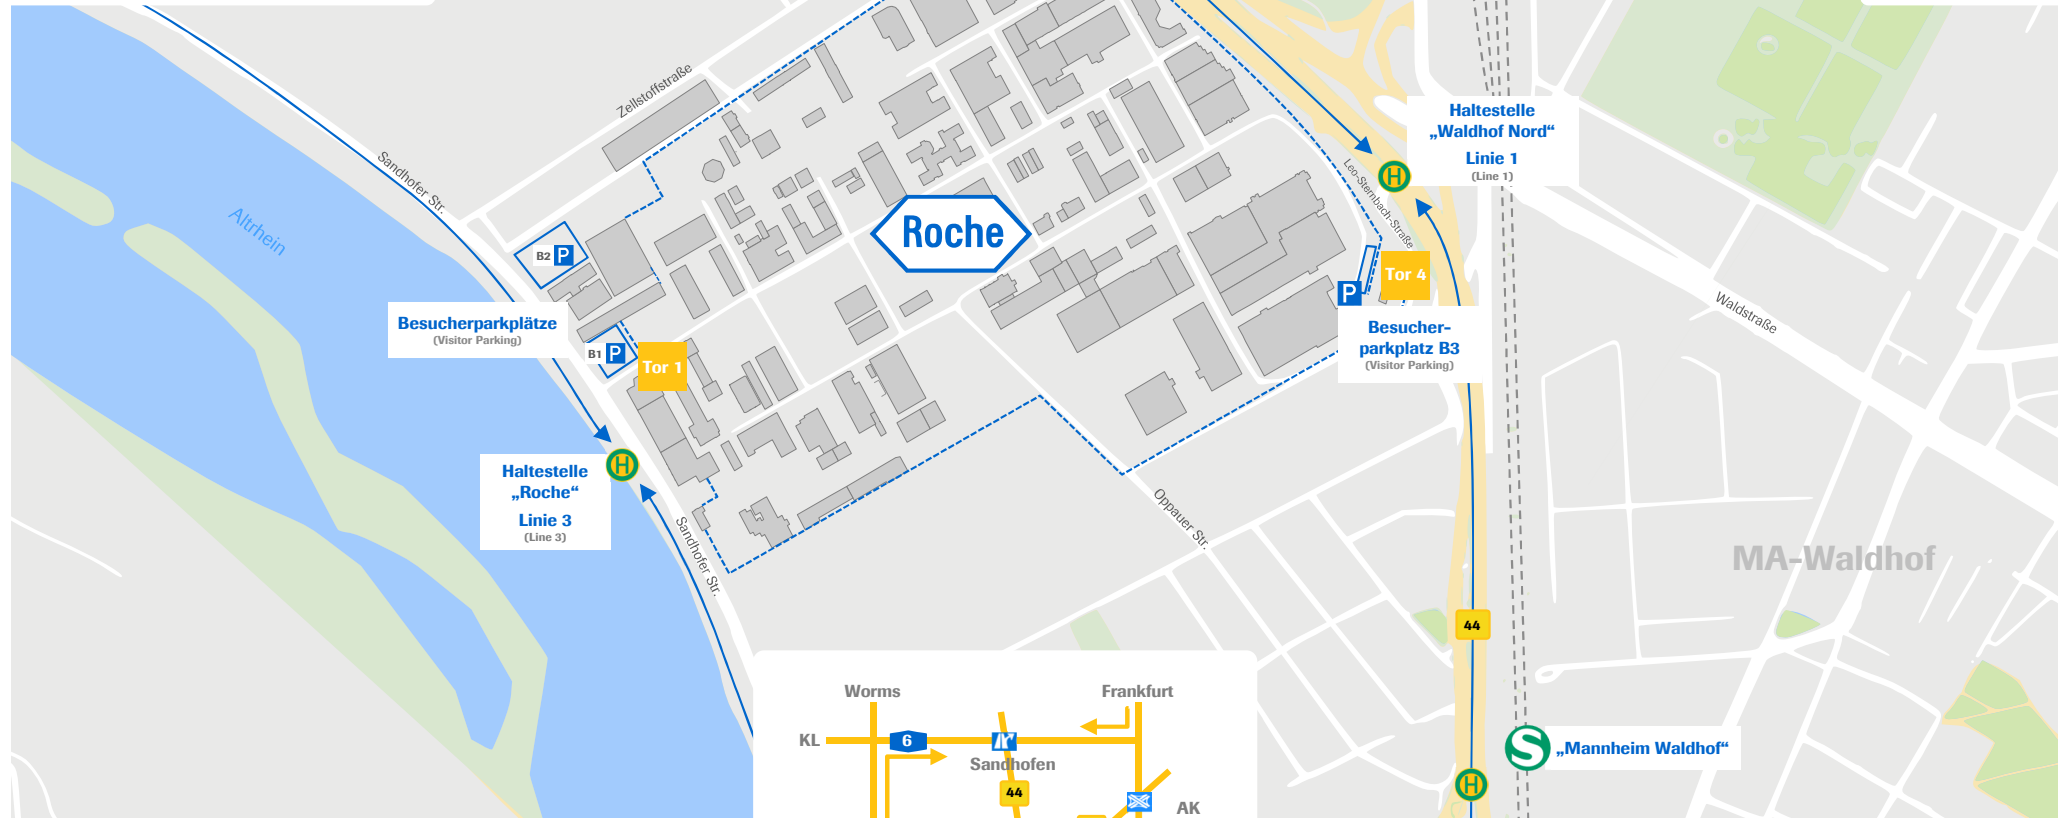 Zellstoffstraße
Sandhofer Str.
Altrhein
Haltestelle
„Waldhof Nord“
Linie 1
(Line 1)
H
Leo-Sternbach-Straße
Roche
B2 P
Tor 4
P
Waldstraße
Besucherparkplätze
(Visitor Parking)
Besucher-
parkplatz B3
(Visitor Parking)
B1 P
Tor 1
H
Haltestelle
„Roche“
Linie 3
(Line 3)
Sandhofer Str.
Oppauer Str.
MA-Waldhof
44
Worms
Frankfurt
KL
6
Sandhofen
44
AK
S „Mannheim Waldhof“
H